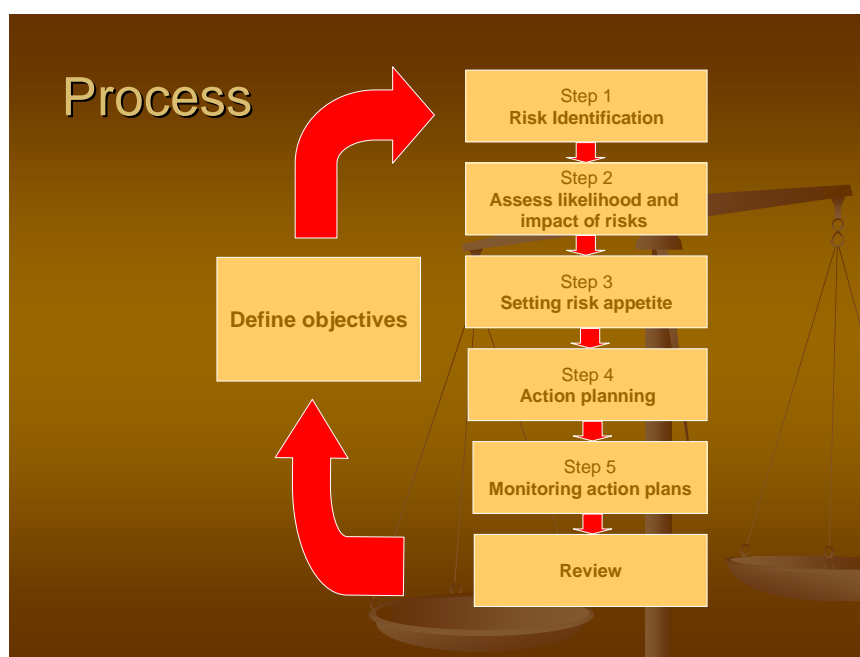 Process
Step 1
Risk Identification
Step 2
Assess likelihood and
impact of risks
Step 3
Setting risk appetite
Define objectives
Step 4
Action planning
Step 5
Monitoring action plans
Review